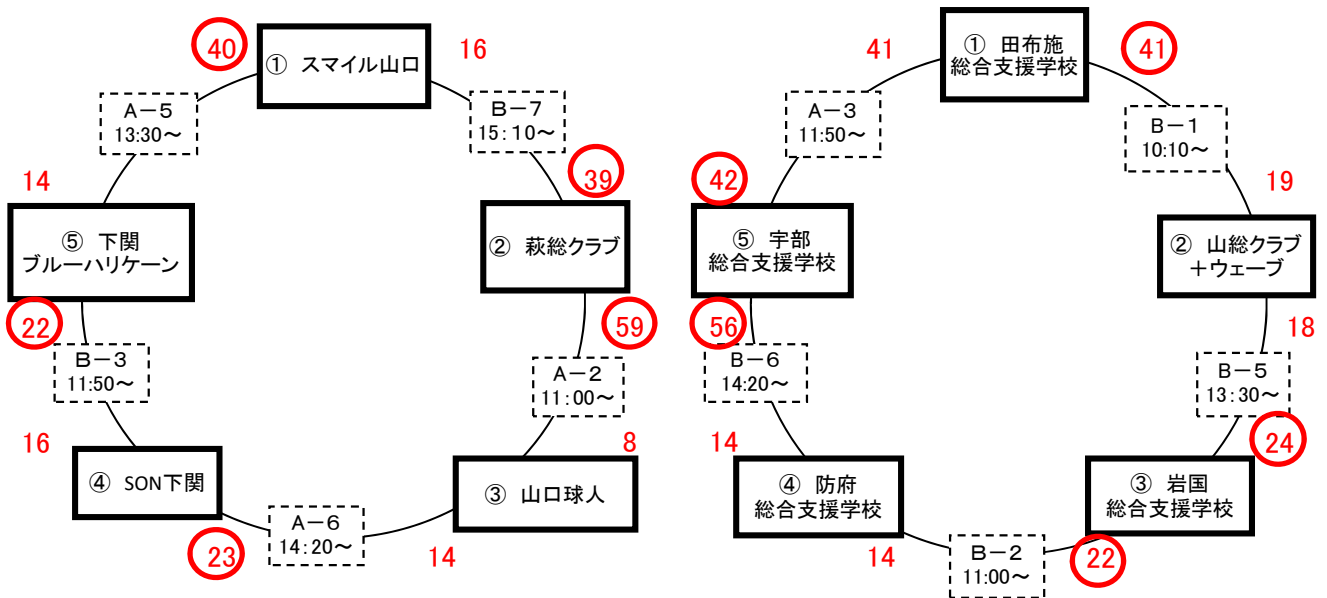 40
① スマイル山口
16
A-5
13:30～
B-7
15:10～
14
39
⑤ 下関
ブルーハリケーン
② 萩総クラブ
22
59
B-3
11:50～
A-2
11:00～
16
8
④ SON下関
③ 山口球人
A-6
14:20～
23
14
41
① 田布施
総合支援学校
41
A-3
11:50～
B-1
10:10～
42
19
⑤ 宇部
総合支援学校
② 山総クラブ
+ウェーブ
56
18
B-6
14:20～
B-5
13:30～
14
24
④ 防府
総合支援学校
③ 岩国
総合支援学校
14
B-2
11:00～
22